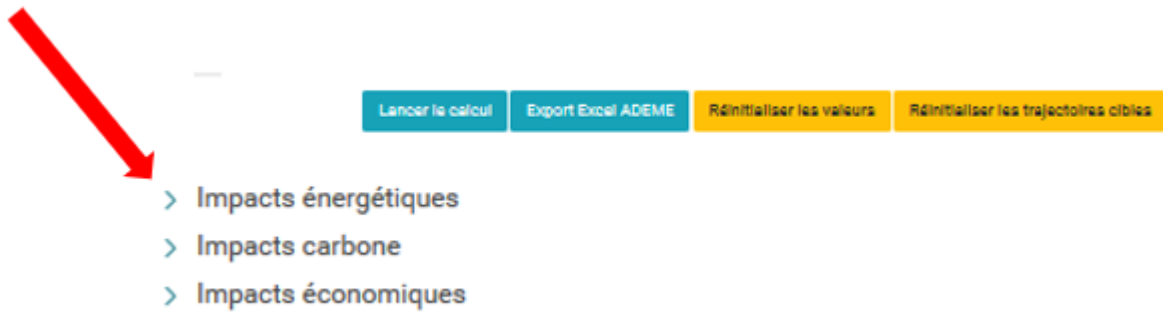 Lancer le calcul Export Excel ADEME Réinitialiser les valeurs Réinitialiser les trajectoires cibles
Impacts énergétiques
Impacts carbone
Impacts économiques